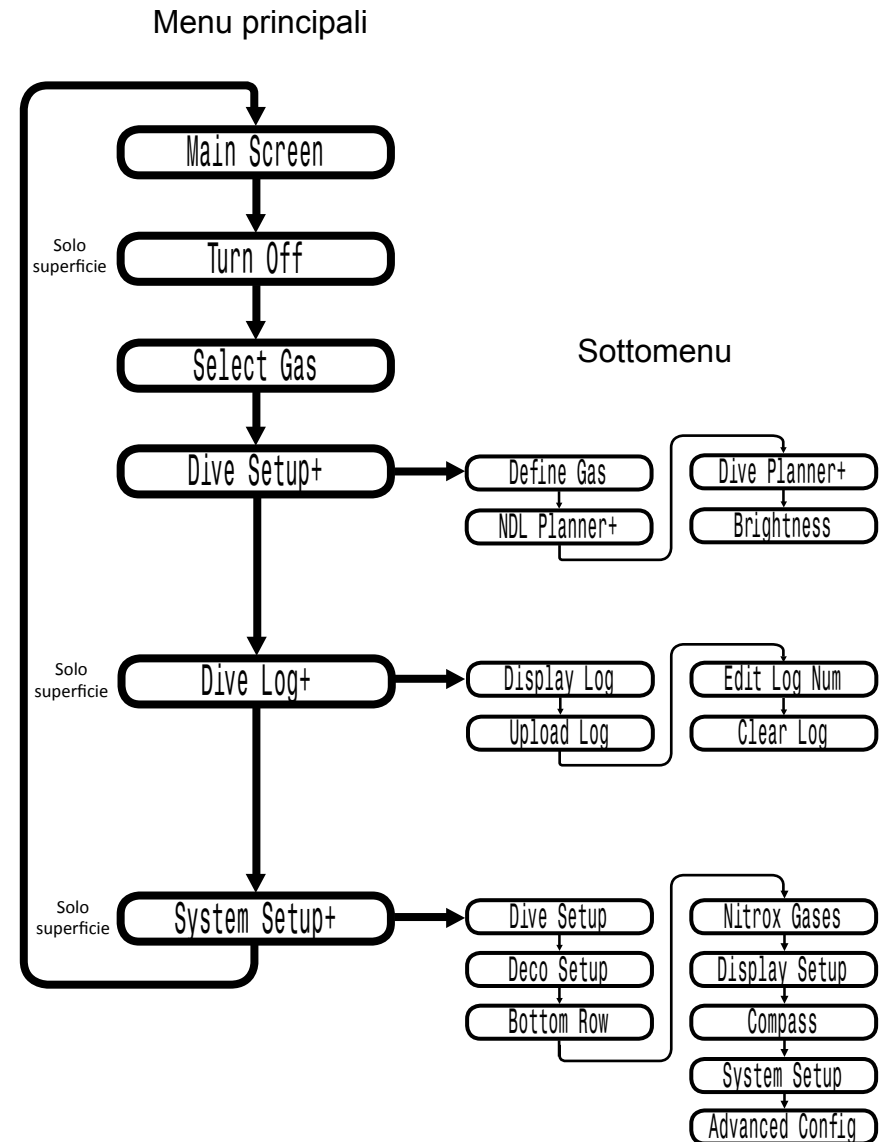 Menu principali
Main Screen
Solo
superficie
Turn Off
Select Gas
Sottomenu
Dive Setup+
Define Gas
NDL Planner+
Dive Planner+
Brightness
Solo
superficie
Dive Log+
Display Log
Upload Log
Edit Log Num
Clear Log
Solo
superficie
System Setup+
Dive Setup
Deco Setup
Bottom Row
Nitrox Gases
Display Setup
Compass
System Setup
Advanced Config